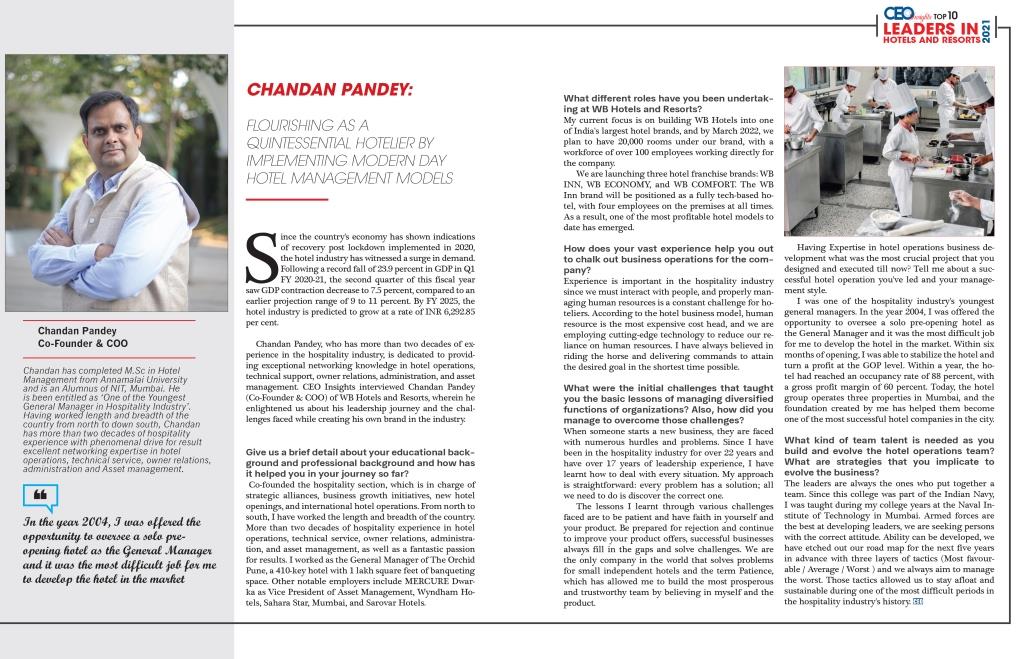 CEO Insights TOP 10
LEADERS IN
HOTELS AND RESORTS
2021
CHANDAN PANDEY:
FLOURISHING AS A
QUINTESSENTIAL HOTELIER BY
IMPLEMENTING MODERN DAY
HOTEL MANAGEMENT MODELS
Chandan Pandey
Co-Founder & COO
Chandan has completed M.Sc in Hotel
Management from Annamalai University
and is an Alumnus of NIT, Mumbai. He
is been entitled as ‘One of the Youngest
General Manager in Hospitality Industry’.
Having worked length and breadth of the
country from north to down south, Chandan
has more than two decades of hospitality
experience with phenomenal drive for result
excellent networking expertise in hotel
operations, technical service, owner relations,
administration and Asset management.
In the year 2004, I was offered the
opportunity to oversee a solo pre-
opening hotel as the General Manager
and it was the most difficult job for me
to develop the hotel in the market
Since the country's economy has shown indications
of recovery post lockdown implemented in 2020,
the hotel industry has witnessed a surge in demand.
Following a record fall of 23.9 percent in GDP in Q1
FY 2020-21, the second quarter of this fiscal year
saw GDP contraction decrease to 7.5 percent, compared to an
earlier projection range of 9 to 11 percent. By FY 2025, the
hotel industry is predicted to grow at a rate of INR 6,292.85
per cent.
Chandan Pandey, who has more than two decades of ex-
perience in the hospitality industry, is dedicated to provid-
ing exceptional networking knowledge in hotel operations,
technical support, owner relations, administration, and asset
management. CEO Insights interviewed Chandan Pandey
(Co-Founder & COO) of WB Hotels and Resorts, wherein he
enlightened us about his leadership journey and the chal-
lenges faced while creating his own brand in the industry.
Give us a brief detail about your educational back-
ground and professional background and how has
it helped you in your journey so far?
Co-founded the hospitality section, which is in charge of
strategic alliances, business growth initiatives, new hotel
openings, and international hotel operations. From north to
south, I have worked the length and breadth of the country.
More than two decades of hospitality experience in hotel
operations, technical service, owner relations, administra-
tion, and asset management, as well as a fantastic passion
for results. I worked as the General Manager of The Orchid
Pune, a 410-key hotel with 1 lakh square feet of banqueting
space. Other notable employers include MERCURE Dwar-
ka as Vice President of Asset Management, Wyndham Ho-
tels, Sahara Star, Mumbai, and Sarovar Hotels.
What different roles have you been undertak-
ing at WB Hotels and Resorts?
My current focus is on building WB Hotels into one
of India's largest hotel brands, and by March 2022, we
plan to have 20,000 rooms under our brand, with a
workforce of over 100 employees working directly for
the company.
We are launching three hotel franchise brands: WB
INN, WB ECONOMY, and WB COMFORT. The WB
Inn brand will be positioned as a fully tech-based ho-
tel, with four employees on the premises at all times.
As a result, one of the most profitable hotel models to
date has emerged.
How does your vast experience help you out
to chalk out business operations for the com-
pany?
Experience is important in the hospitality industry
since we must interact with people, and properly man-
aging human resources is a constant challenge for ho-
teliers. According to the hotel business model, human
resource is the most expensive cost head, and we are
employing cutting-edge technology to reduce our re-
liance on human resources. I have always believed in
riding the horse and delivering commands to attain
the desired goal in the shortest time possible.
What were the initial challenges that taught
you the basic lessons of managing diversified
functions of organizations? Also, how did you
manage to overcome those challenges?
When someone starts a new business, they are faced
with numerous hurdles and problems. Since I have
been in the hospitality industry for over 22 years and
have over 17 years of leadership experience, I have
learnt how to deal with every situation. My approach
is straightforward: every problem has a solution; all
we need to do is discover the correct one.
The lessons I learnt through various challenges
faced are to be patient and have faith in yourself and
your product. Be prepared for rejection and continue
to improve your product offers, successful businesses
always fill in the gaps and solve challenges. We are
the only company in the world that solves problems
for small independent hotels and the term Patience,
which has allowed me to build the most prosperous
and trustworthy team by believing in myself and the
product.
Having Expertise in hotel operations business de-
velopment what was the most crucial project that you
designed and executed till now? Tell me about a suc-
cessful hotel operation you've led and your manage-
ment style.
I was one of the hospitality industry's youngest
general managers. In the year 2004, I was offered the
opportunity to oversee a solo pre-opening hotel as
the General Manager and it was the most difficult job
for me to develop the hotel in the market. Within six
months of opening, I was able to stabilize the hotel and
turn a profit at the GOP level. Within a year, the ho-
tel had reached an occupancy rate of 88 percent, with
a gross profit margin of 60 percent. Today, the hotel
group operates three properties in Mumbai, and the
foundation created by me has helped them become
one of the most successful hotel companies in the city.
What kind of team talent is needed as you
build and evolve the hotel operations team?
What are strategies that you implicate to
evolve the business?
The leaders are always the ones who put together a
team. Since this college was part of the Indian Navy,
I was taught during my college years at the Naval In-
stitute of Technology in Mumbai. Armed forces are
the best at developing leaders, we are seeking persons
with the correct attitude. Ability can be developed, we
have etched out our road map for the next five years
in advance with three layers of tactics (Most favour-
able / Average / Worst ) and we always aim to manage
the worst. Those tactics allowed us to stay afloat and
sustainable during one of the most difficult periods in
the hospitality industry's history.